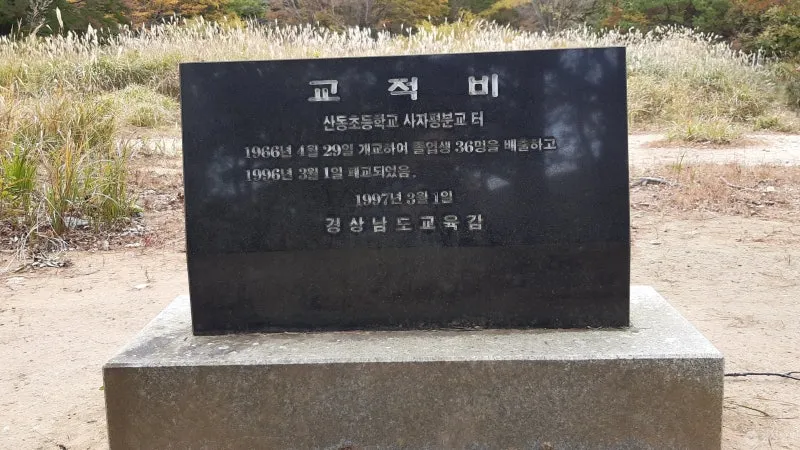 교적비
산동초등학교 사자평분교 터
1966년 4월 29일 개교하여 졸업생 36명을 배출하고
1996년 3월 1일 폐교되었음.
1997년 3월 1일
경상남도교육감